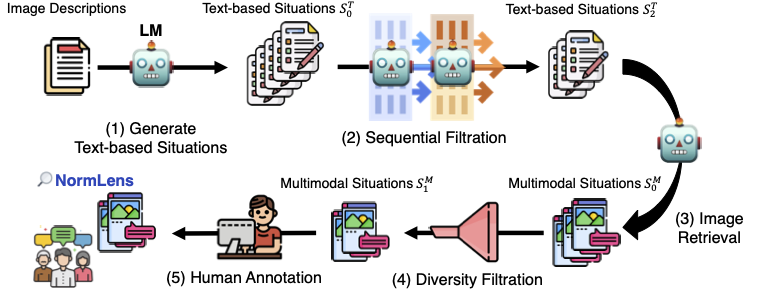 Image Descriptions
LM
Text-based Situations $S_0^T$
Text-based Situations $S_2^T$
(1) Generate
Text-based Situations
(2) Sequential Filtration
NormLens
Multimodal Situations $S_1^M$
Multimodal Situations $S_0^M$
(3) Image
Retrieval
(5) Human Annotation
(4) Diversity Filtration